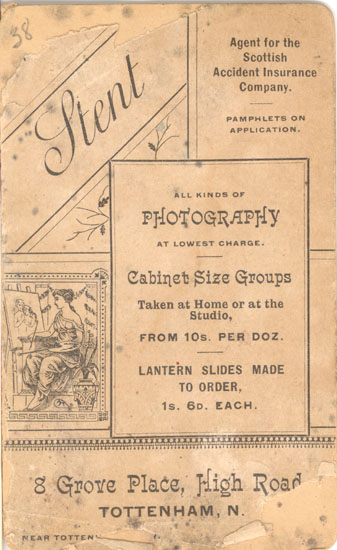 38
Stent
Agent for the
Scottish
Accident Insurance
Company.
PAMPHLETS ON
APPLICATION.
ALL KINDS OF
PHOTOGRAPHY
AT LOWEST CHARGE.
Cabinet Size Groups
Taken at Home or at the
Studio,
FROM 10s. PER DOZ.
LANTERN SLIDES MADE
TO ORDER,
1s. 6D. EACH.
8 Grove Place, High Road
TOTTENHAM, N.
NEAR TOTTEN